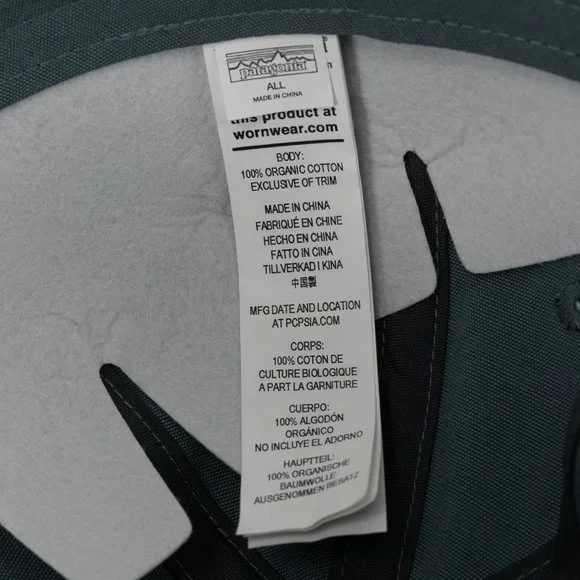 patagonia
ALL
MADE IN CHINA
this product at
wornwear.com
BODY:
100% ORGANIC COTTON
EXCLUSIVE OF TRIM
MADE IN CHINA
FABRIQUÉ EN CHINE
HECHO EN CHINA
FATTO IN CINA
TILLVERKAD I KINA
中国製
MFG DATE AND LOCATION
AT PCPSIA.COM
CORPS:
100% COTON DE
CULTURE BIOLOGIQUE
A PART LA GARNITURE
CUERPO:
100% ALGODÓN
ORGÁNICO
NO INCLUYE EL ADORNO
HAUPTTEIL:
100% ORGANISCHE
BAUMWOLLE
AUSGENOMMEN BESATZ